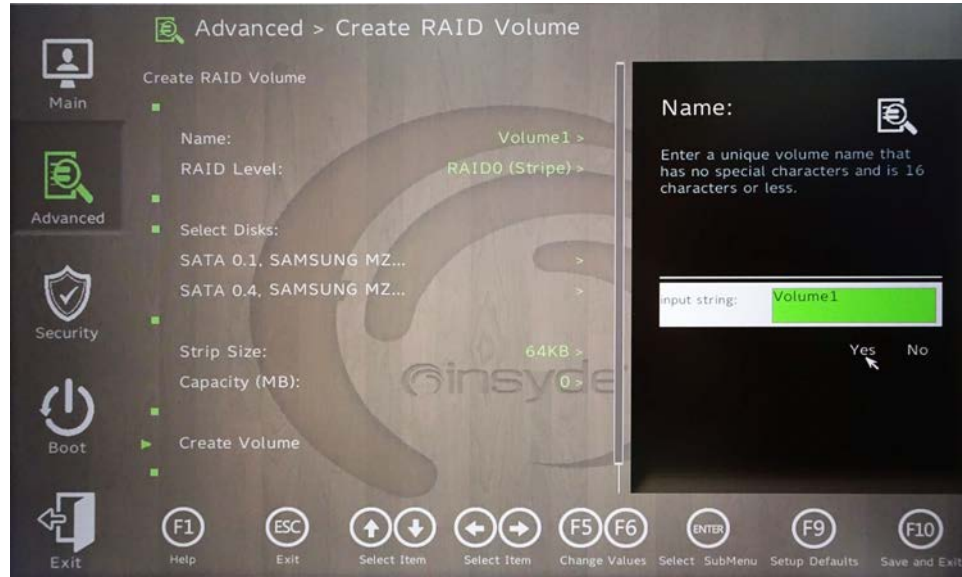 Advanced > Create RAID Volume
Main
Advanced
Security
Boot
Exit
Create RAID Volume
Name: Volume1 >
RAID Level: RAID0 (Stripe) >
Select Disks:
SATA 0.1, SAMSUNG MZ... >
SATA 0.4, SAMSUNG MZ... >
Strip Size: 64KB >
Capacity (MB): 0 >
Create Volume
insyde
Name:
Enter a unique volume name that
has no special characters and is 16
characters or less.
input string: Volume1
Yes No
F1 ESC F5 F6 ENTER F9 F10
Help Exit Select Item Select Item Change Values Select SubMenu Setup Defaults Save and Exit